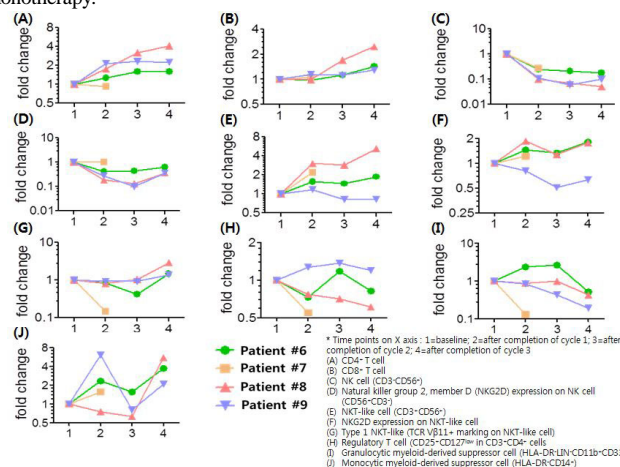 monotherapy.
(A)
fold change
8
4
2
1
0.5
1 2 3 4
(B)
fold change
4
2
1
0.5
1 2 3 4
(C)
fold change
10
1
0.1
0.01
1 2 3 4
(D)
fold change
10
1
0.1
0.01
1 2 3 4
(E)
fold change
8
4
2
1
0.5
1 2 3 4
(F)
fold change
2
1
0.5
0.25
1 2 3 4
(G)
fold change
10
1
0.1
1 2 3 4
(H)
fold change
2
1
0.5
1 2 3 4
(I)
fold change
10
1
0.1
1 2 3 4
(J)
fold change
8
4
2
1
0.5
1 2 3 4
Patient #6
Patient #7
Patient #8
Patient #9
* Time points on X axis : 1=baseline; 2=after completion of cycle 1; 3=after
completion of cycle 2; 4=after completion of cycle 3
(A) CD4+ T cell
(B) CD8+ T cell
(C) NK cell (CD3-CD56+)
(D) Natural killer group 2, member D (NKG2D) expression on NK cell
(CD56+CD3-)
(E) NKT-like cell (CD3+CD56+)
(F) NKG2D expression on NKT-like cell
(G) Type 1 NKT-like (TCR Vβ11+ marking on NKT-like cell)
(H) Regulatory T cell (CD25+CD127low in CD3+CD4+ cells
(I) Granulocytic myeloid-derived suppressor cell (HLA-DR-LIN-CD11b+CD33
(J) Monocytic myeloid-derived suppressor cell (HLA-DR-CD14+)